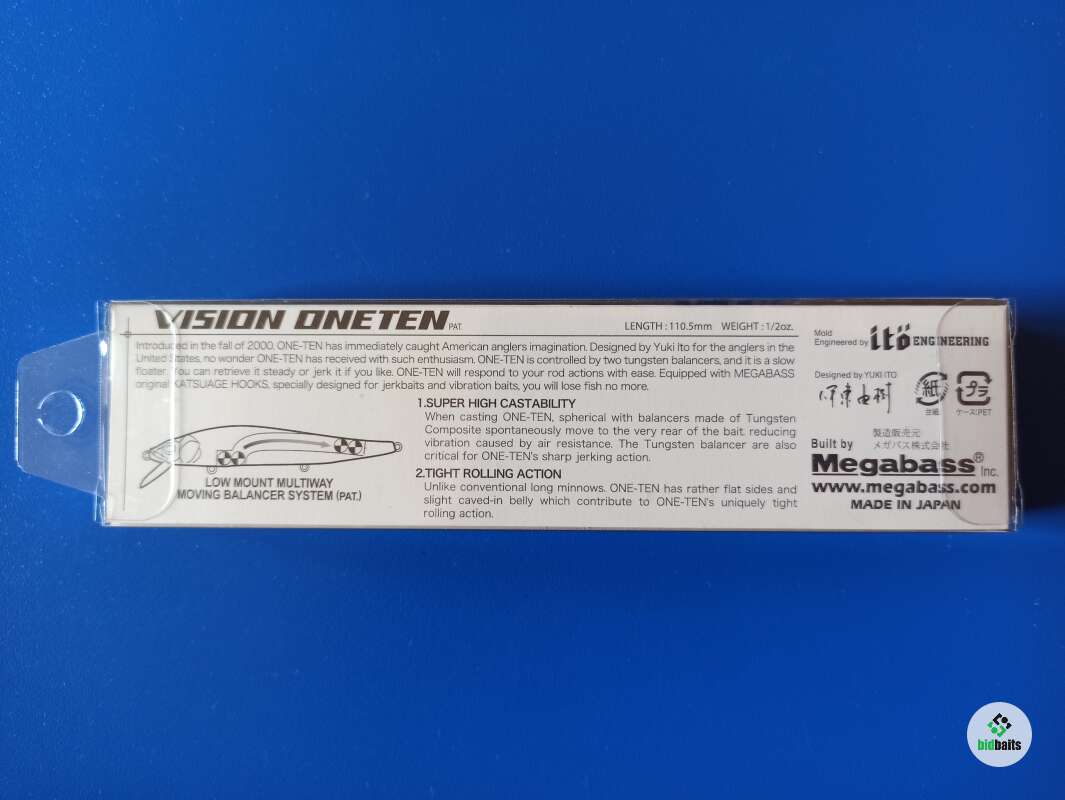 VISION ONETEN PAT.
LENGTH : 110.5mm WEIGHT : 1/2oz.
Introduced in the fall of 2000, ONE-TEN has immediately caught American anglers imagination. Designed by Yuki Ito for the anglers in the
United States, no wonder ONE-TEN has received with such enthusiasm. ONE-TEN is controlled by two tungsten balancers, and it is a slow
floater. You can retrieve it steady or jerk it if you like. ONE-TEN will respond to your rod actions with ease. Equipped with MEGABASS
original KATSUAGE HOOKS, specially designed for jerkbaits and vibration baits, you will lose fish no more.
1.SUPER HIGH CASTABILITY
When casting ONE-TEN, spherical with balancers made of Tungsten
Composite spontaneously move to the very rear of the bait. reducing
vibration caused by air resistance. The Tungsten balancer are also
critical for ONE-TEN's sharp jerking action.
2.TIGHT ROLLING ACTION
Unlike conventional long minnows. ONE-TEN has rather flat sides and
slight caved-in belly which contribute to ONE-TEN's uniquely tight
rolling action.
LOW MOUNT MULTIWAY
MOVING BALANCER SYSTEM (PAT.)
Mold
Engineered by itö ENGINEERING
Designed by YUKI ITO
伊東由樹
紙
台紙
プラ
ケース:PET
製造販売元
メガバス株式会社
Built by
Megabass® Inc.
www.megabass.com
MADE IN JAPAN
bidbaits